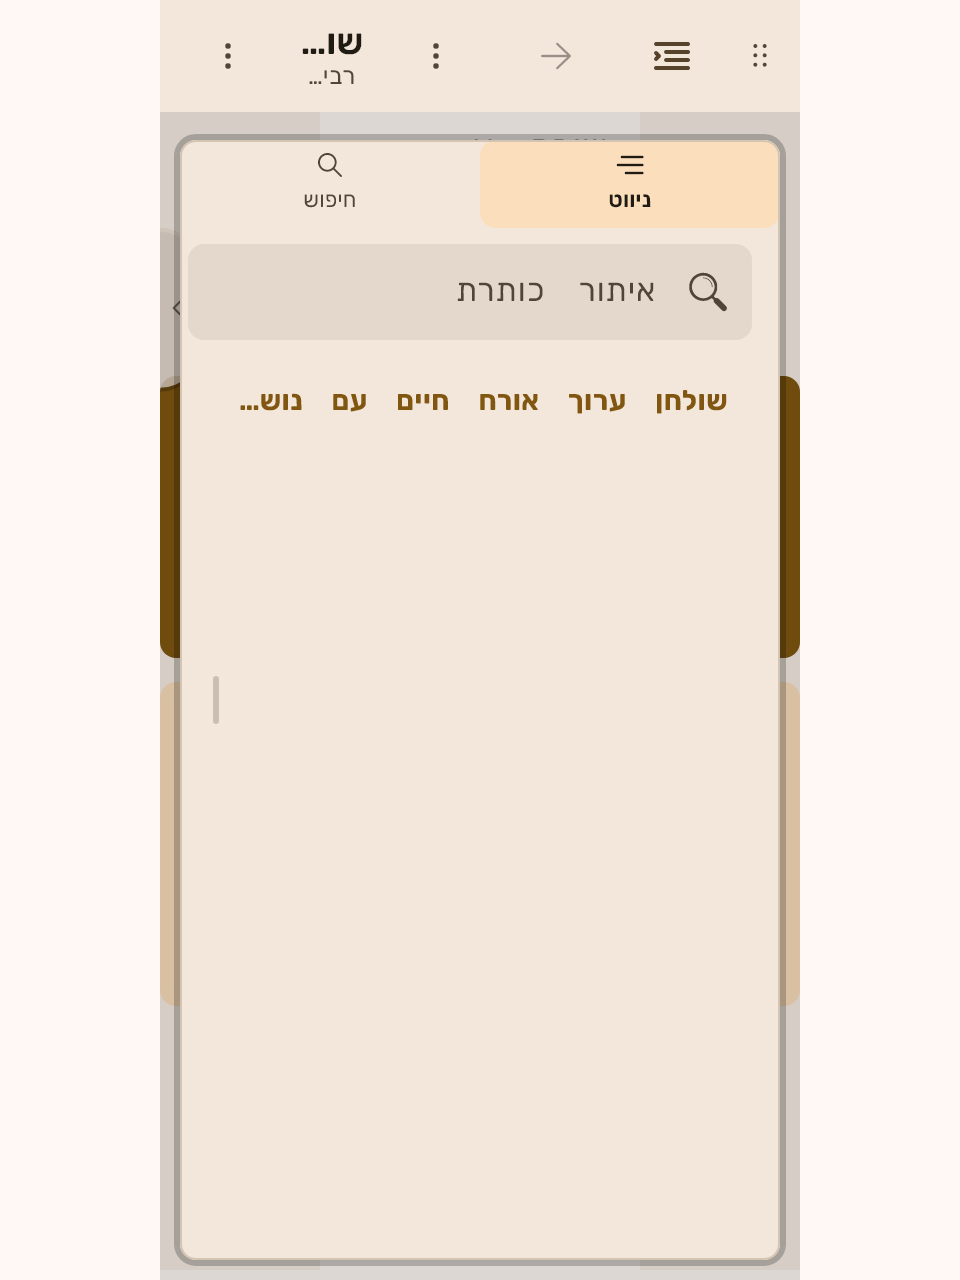 שו...
רבי...
ניווט
חיפוש
איתור כותרת
שולחן ערוך אורח חיים עם נוש...